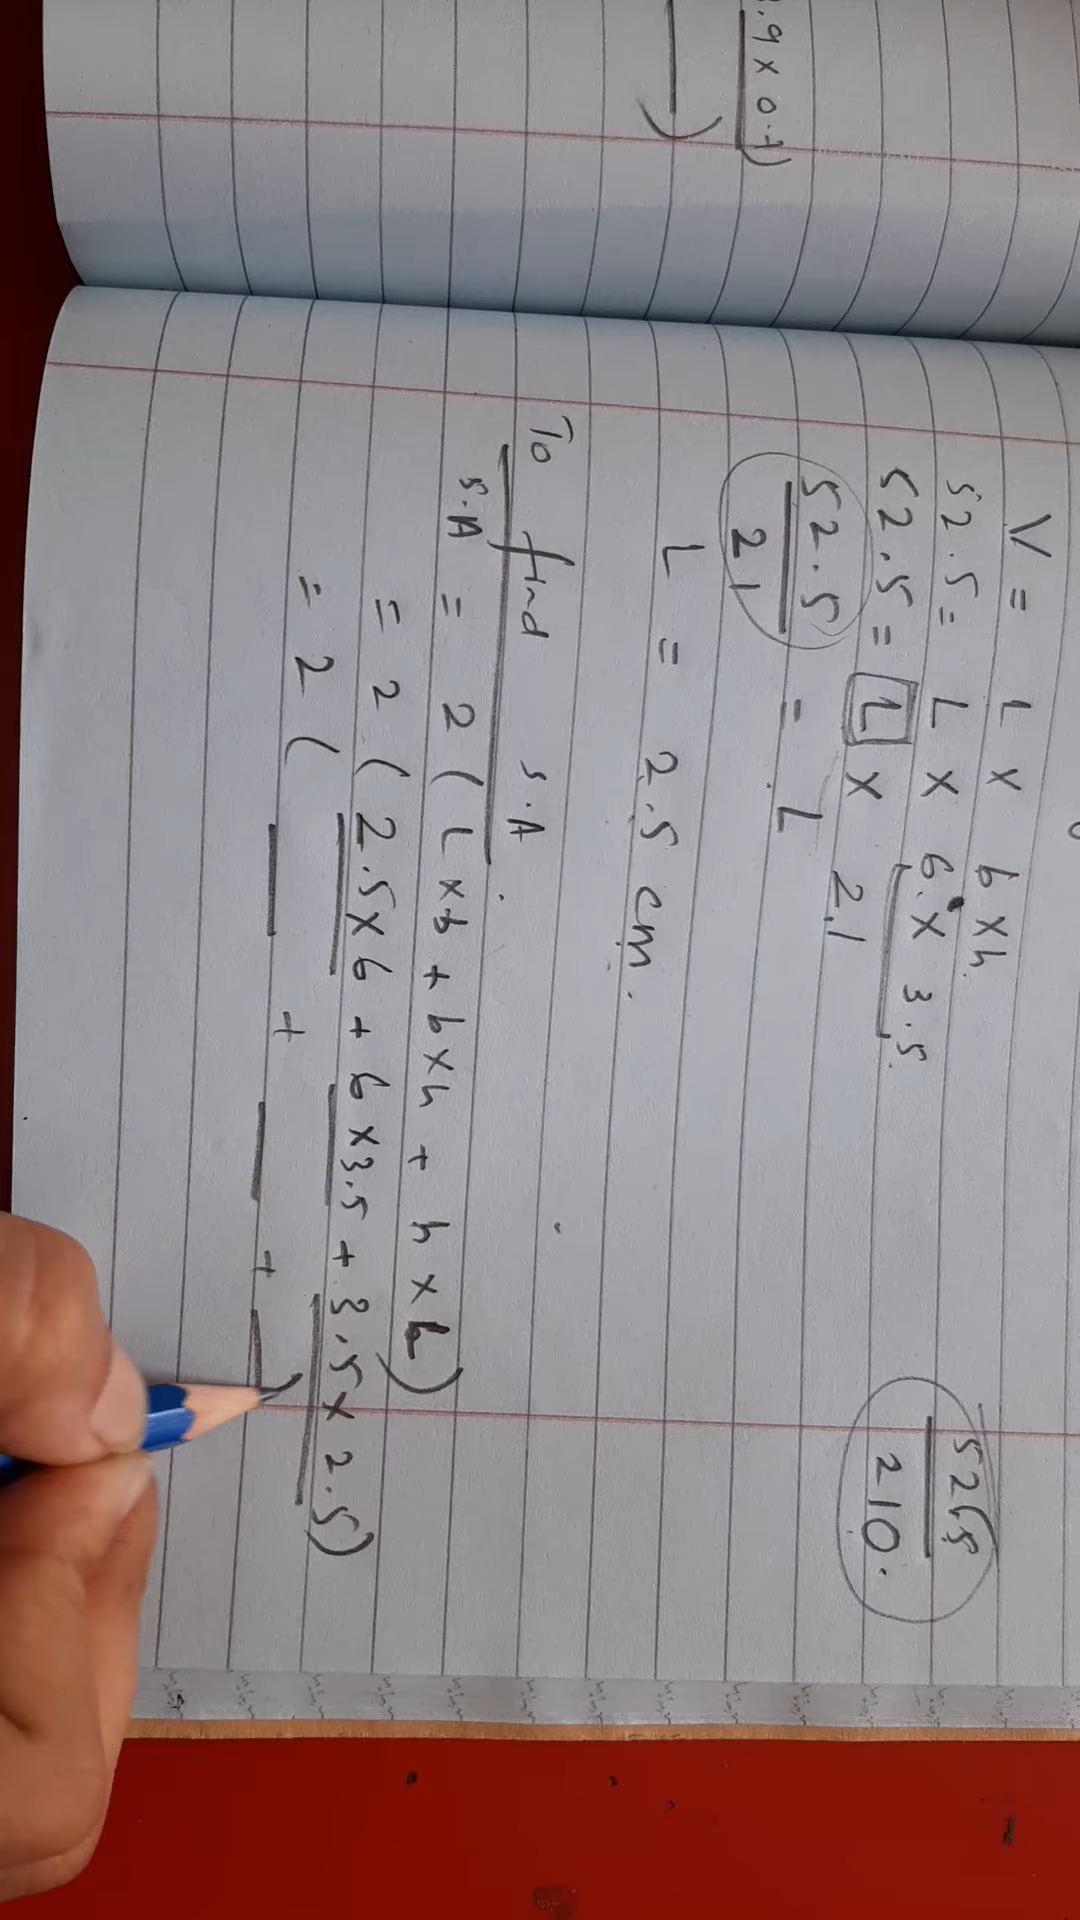 .9 x 0.7)
)
V = L x b x h.
52.5 = L x 6 x 3.5
52.5 = L x 21
52.5
21
= L
L = 2.5 cm.
525
210.
To find S.A
S.A = 2 ( L x b + b x h + h x L )
= 2 ( 2.5 x 6 + 6 x 3.5 + 3.5 x 2.5)
= 2 ( + + )